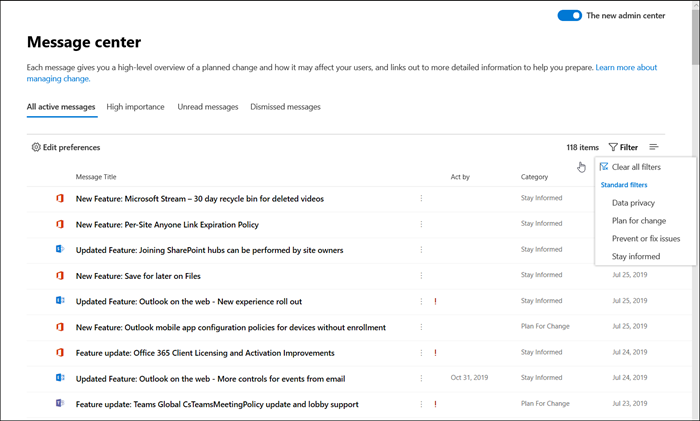 The new admin center
Message center
Each message gives you a high-level overview of a planned change and how it may affect your users, and links out to more detailed information to help you prepare. Learn more about
managing change.
All active messages High importance Unread messages Dismissed messages
Edit preferences 118 items Filter
Clear all filters
Standard filters
Data privacy
Plan for change
Prevent or fix issues
Stay informed
Message Title Act by Category
New Feature: Microsoft Stream – 30 day recycle bin for deleted videos Stay Informed
New Feature: Per-Site Anyone Link Expiration Policy Stay Informed
Updated Feature: Joining SharePoint hubs can be performed by site owners Stay Informed
New Feature: Save for later on Files Stay Informed Jul 25, 2019
Updated Feature: Outlook on the web - New experience roll out ! Stay Informed Jul 25, 2019
New Feature: Outlook mobile app configuration policies for devices without enrollment Plan For Change Jul 25, 2019
Feature update: Office 365 Client Licensing and Activation Improvements ! Stay Informed Jul 24, 2019
Updated Feature: Outlook on the web - More controls for events from email Oct 31, 2019 Stay Informed Jul 24, 2019
Feature update: Teams Global CsTeamsMeetingPolicy update and lobby support ! Plan For Change Jul 23, 2019